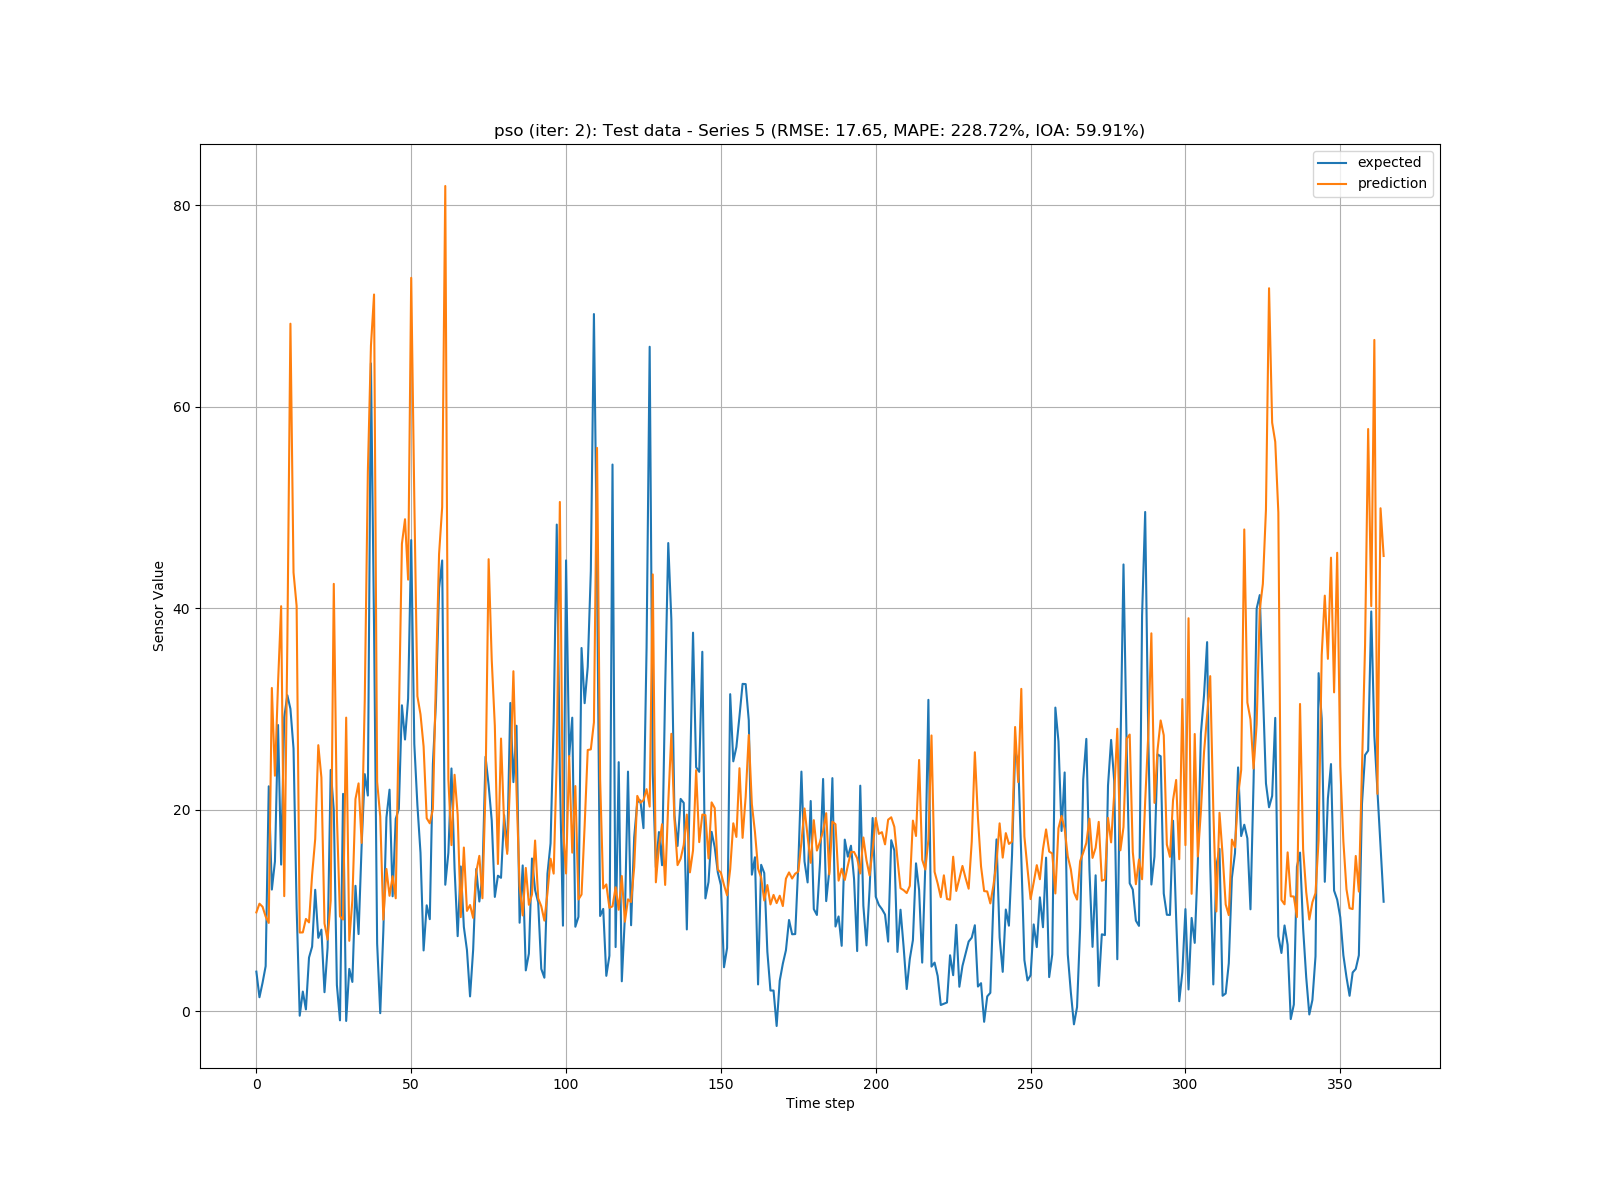 pso (iter: 2): Test data - Series 5 (RMSE: 17.65, MAPE: 228.72%, IOA: 59.91%)
expected
prediction
80
60
40
20
0
Sensor Value
0 50 100 150 200 250 300 350
Time step